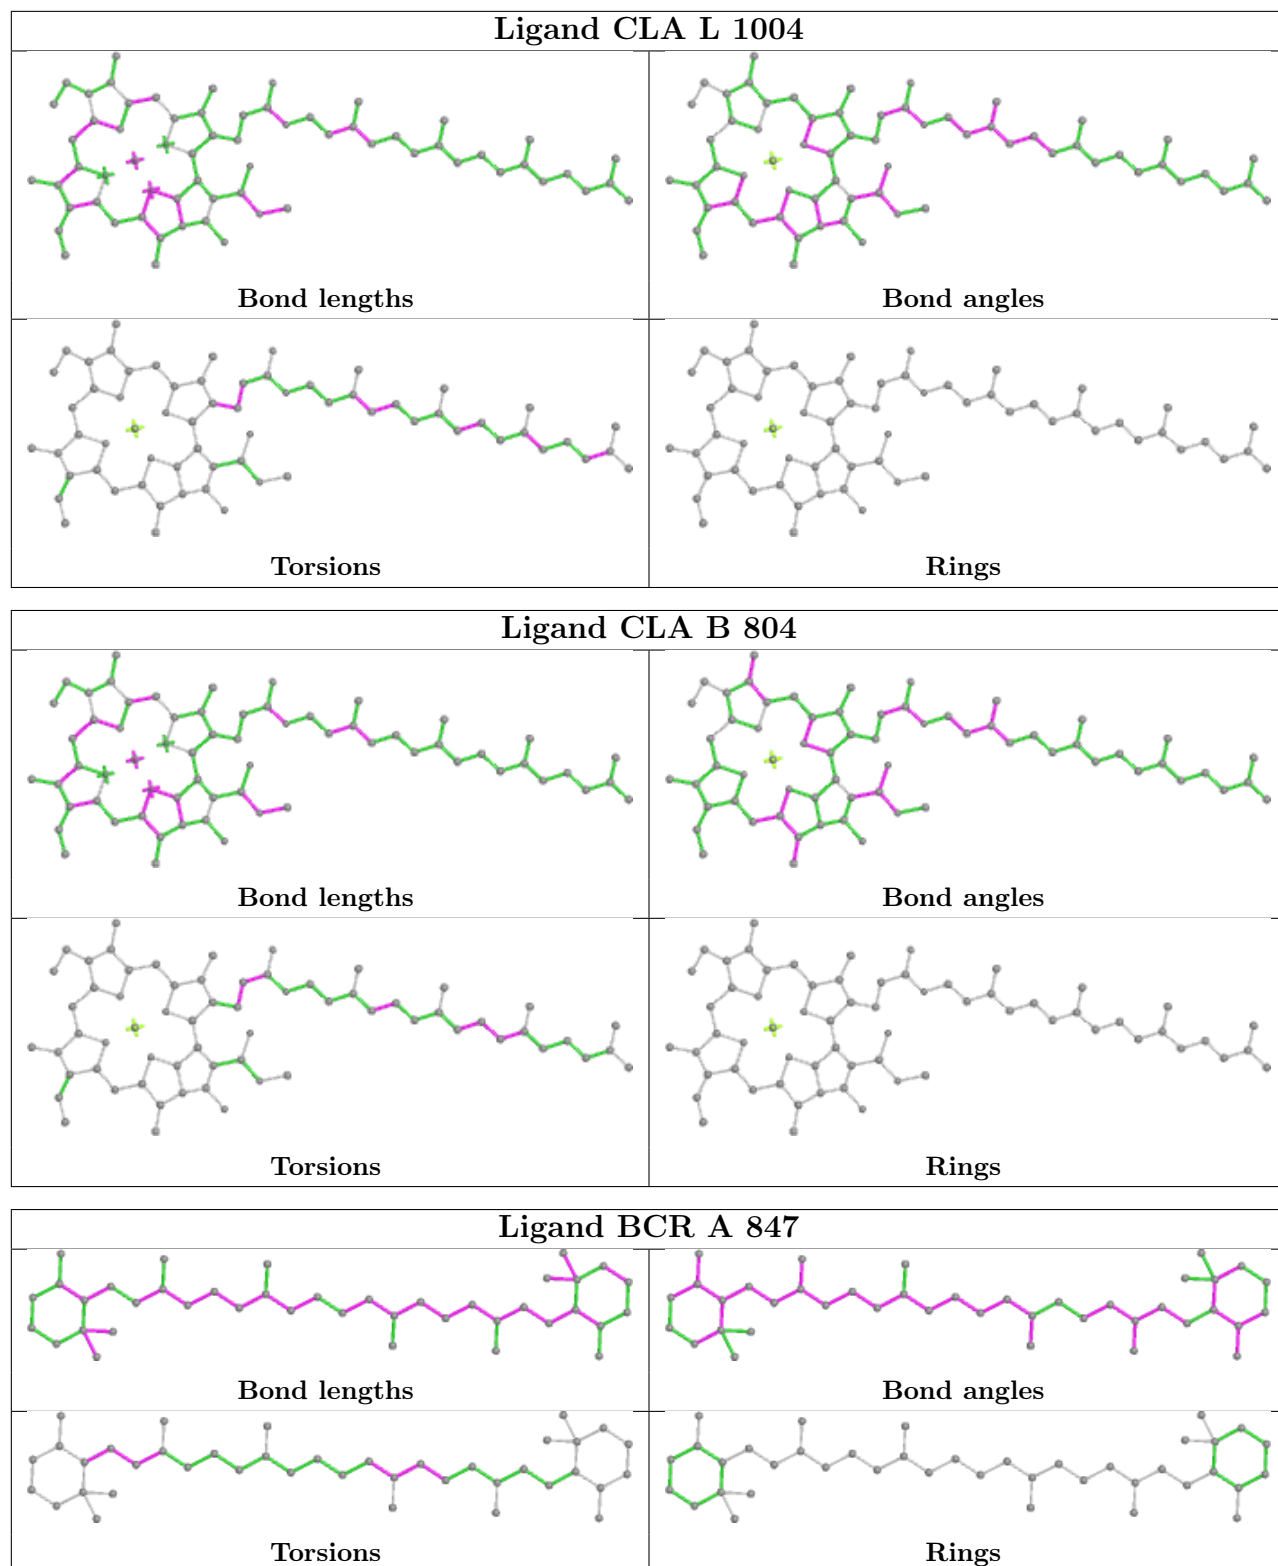 Ligand CLA L 1004
Bond lengths
Bond angles
Torsions
Rings
Ligand CLA B 804
Bond lengths
Bond angles
Torsions
Rings
Ligand BCR A 847
Bond lengths
Bond angles
Torsions
Rings